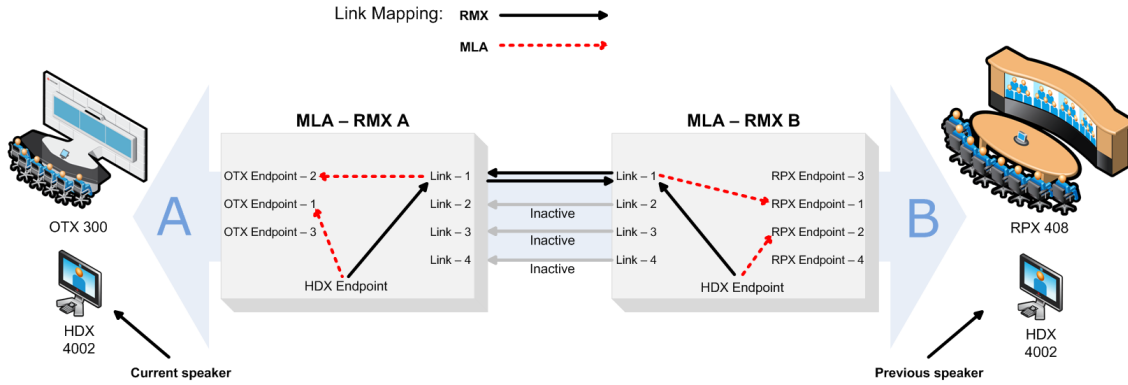 Link Mapping: RMX
MLA
MLA – RMX A
MLA – RMX B
OTX Endpoint – 2
OTX Endpoint – 1
OTX Endpoint – 3
Link – 1
Link – 2
Link – 3
Link – 4
HDX Endpoint
Inactive
Inactive
Inactive
Link – 1
Link – 2
Link – 3
Link – 4
RPX Endpoint – 3
RPX Endpoint – 1
RPX Endpoint – 2
RPX Endpoint – 4
HDX Endpoint
A
B
OTX 300
HDX
4002
Current speaker
RPX 408
HDX
4002
Previous speaker